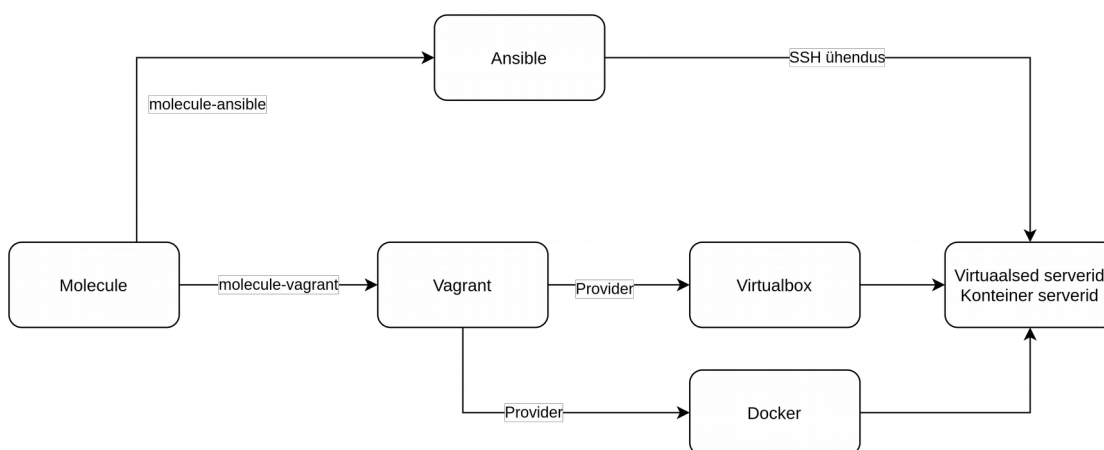 Ansible
SSH ühendus
molecule-ansible
Molecule
molecule-vagrant
Vagrant
Provider
Virtualbox
Virtuaalsed serverid
Konteiner serverid
Provider
Docker